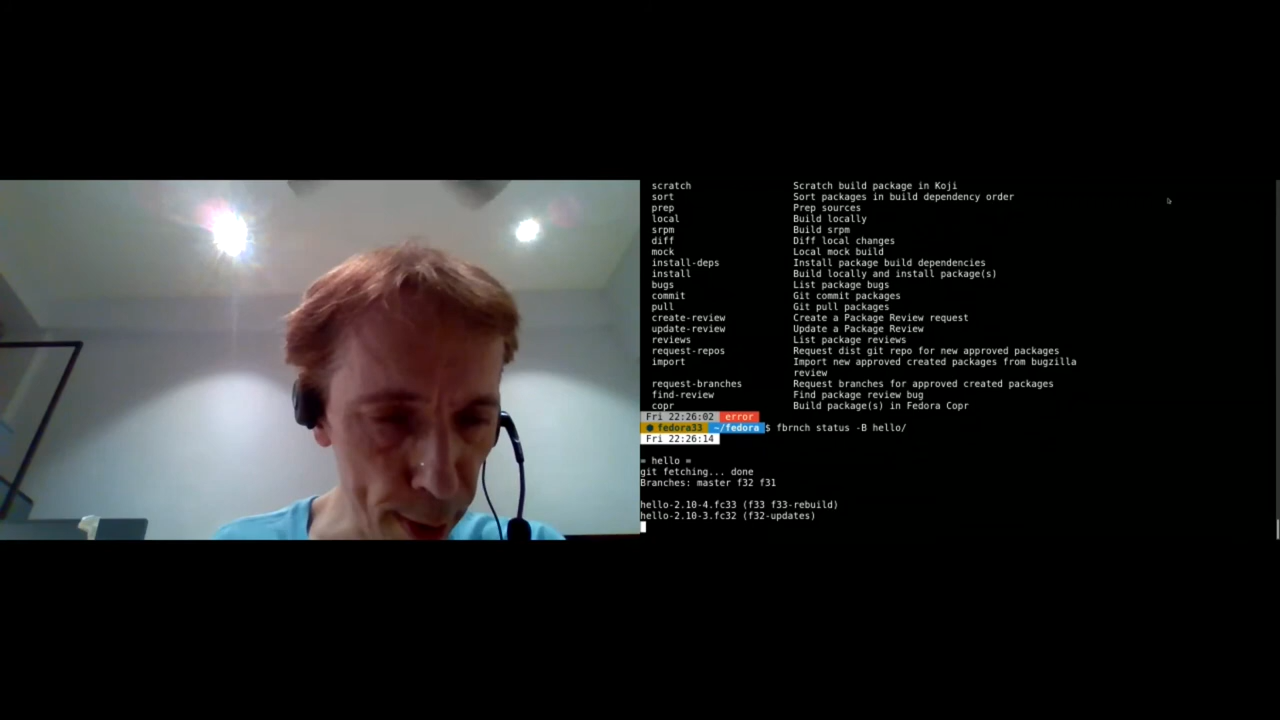 scratch Scratch build package in Koji
sort Sort packages in build dependency order
prep Prep sources
local Build locally
srpm Build srpm
diff Diff local changes
mock Local mock build
install-deps Install package build dependencies
install Build locally and install package(s)
bugs List package bugs
commit Git commit packages
pull Git pull packages
create-review Create a Package Review request
update-review Update a Package Review
reviews List package reviews
request-repos Request dist git repo for new approved packages
import Import new approved created packages from bugzilla
review
request-branches Request branches for approved created packages
find-review Find package review bug
copr Build package(s) in Fedora Copr
Fri 22:26:02 error
fedora33 ~/fedora $ fbrnch status -B hello/
Fri 22:26:14
= hello =
git fetching... done
Branches: master f32 f31
hello-2.10-4.fc33 (f33 f33-rebuild)
hello-2.10-3.fc32 (f32-updates)